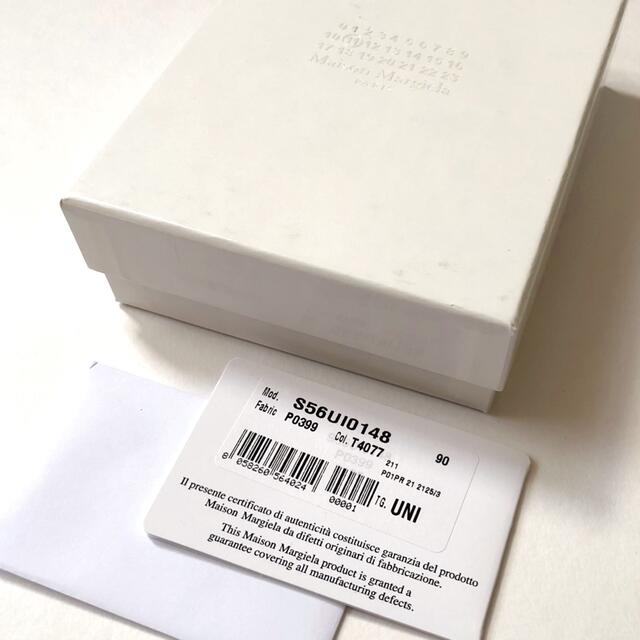 0 1 2 3 4 5 6 7 8 9
10 (11) 12 13 14 15 16
17 18 19 20 21 22 23
Maison Margiela
PARIS
Mod. S56UI0148 90
Fabric P0399 Col. T4077
211
P01PR 21 2125/3
8 058260 564024 00001 TG. UNI
Il presente certificato di autenticità costituisce garanzia del prodotto
Maison Margiela da difetti originari di fabbricazione.
This Maison Margiela product is granted a
guarantee covering all manufacturing defects.